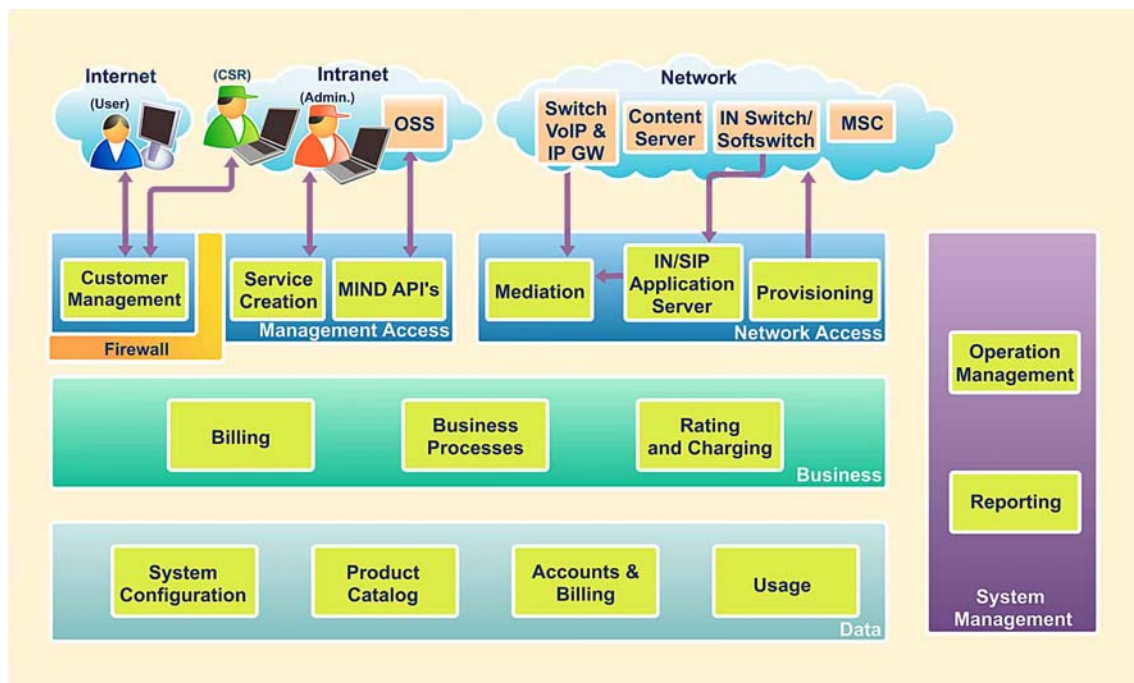 Internet
(User)
(CSR)
Intranet
(Admin.)
OSS
Network
Switch
VoIP &
IP GW
Content
Server
IN Switch/
Softswitch
MSC
Customer
Management
Firewall
Service
Creation
MIND API's
Management Access
Mediation
IN/SIP
Application
Server
Provisioning
Network Access
Billing
Business
Processes
Rating
and Charging
Business
System
Configuration
Product
Catalog
Accounts &
Billing
Usage
Data
Operation
Management
Reporting
System
Management